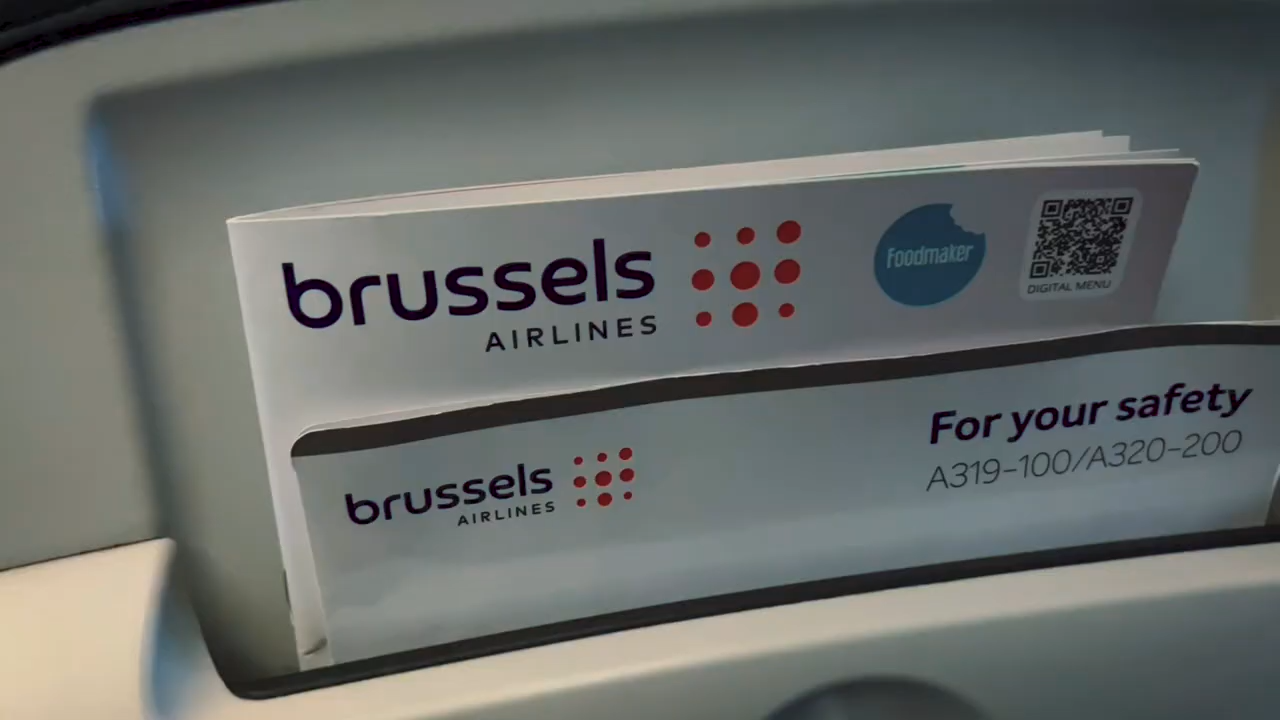 brussels
AIRLINES
Foodmaker
DIGITAL MENU
brussels
AIRLINES
For your safety
A319-100/A320-200